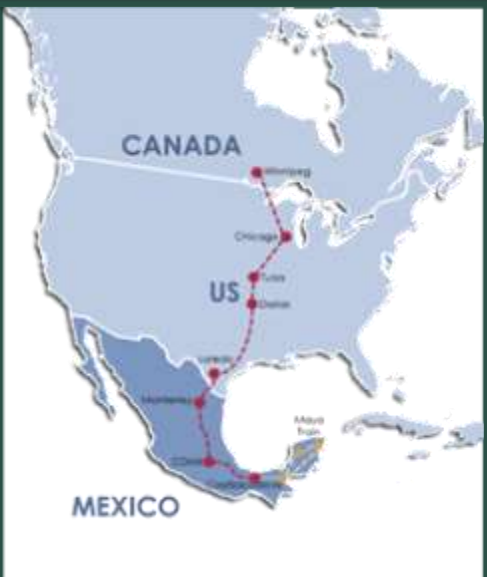 CANADA
Winnipeg
Chicago
Tulsa
US
Dallas
Laredo
Monterrey
Maya
Train
MEXICO